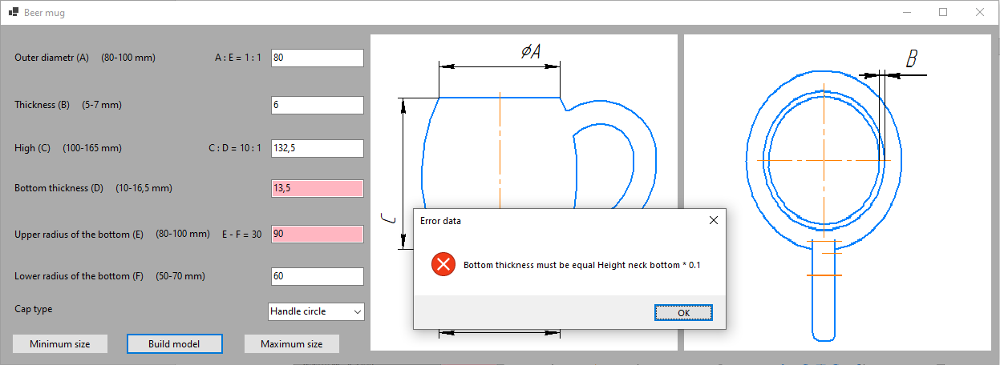 Beer mug
Outer diametr (A) (80-100 mm) A : E = 1 : 1 80
Thickness (B) (5-7 mm) 6
High (C) (100-165 mm) C : D = 10 : 1 132,5
Bottom thickness (D) (10-16,5 mm) 13,5
Upper radius of the bottom (E) (80-100 mm) E - F = 30 90
Lower radius of the bottom (F) (50-70 mm) 60
Cap type Handle circle
Minimum size Build model Maximum size
⌀A
C
B
Error data
Bottom thickness must be equal Height neck bottom * 0.1
OK